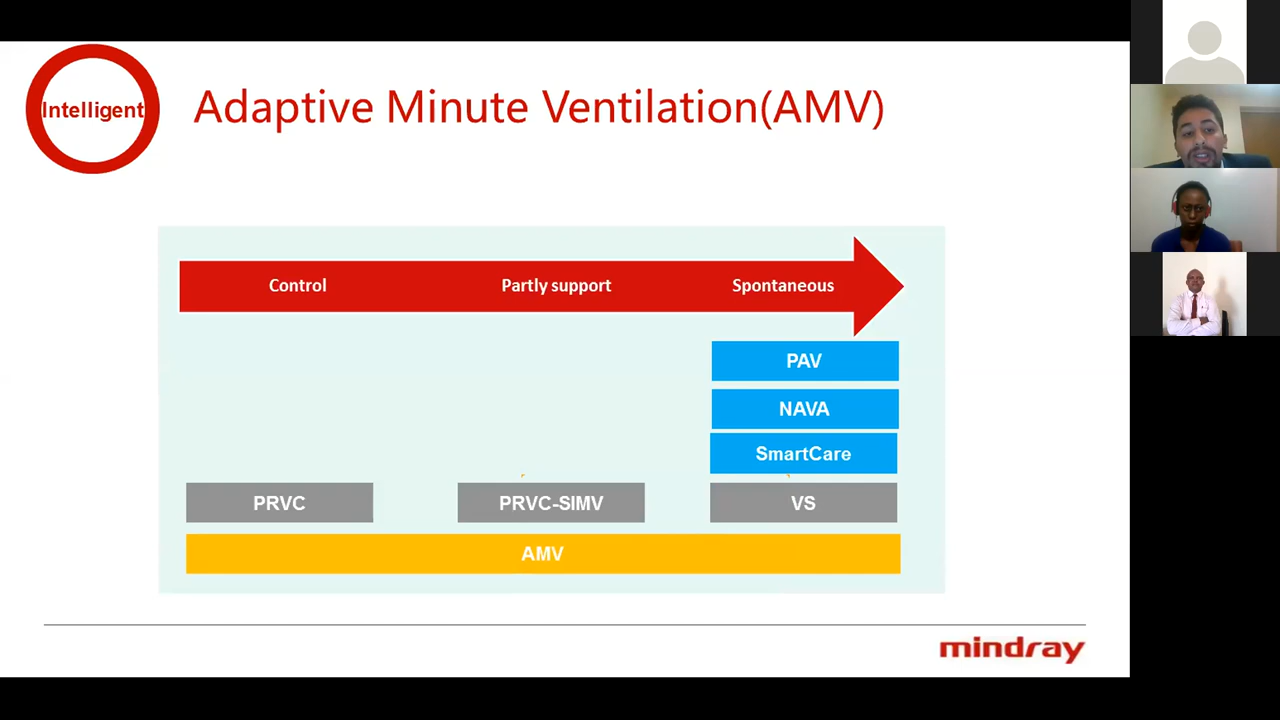 Intelligent
Adaptive Minute Ventilation(AMV)
Control
Partly support
Spontaneous
PAV
NAVA
SmartCare
PRVC
PRVC-SIMV
VS
AMV
mindray